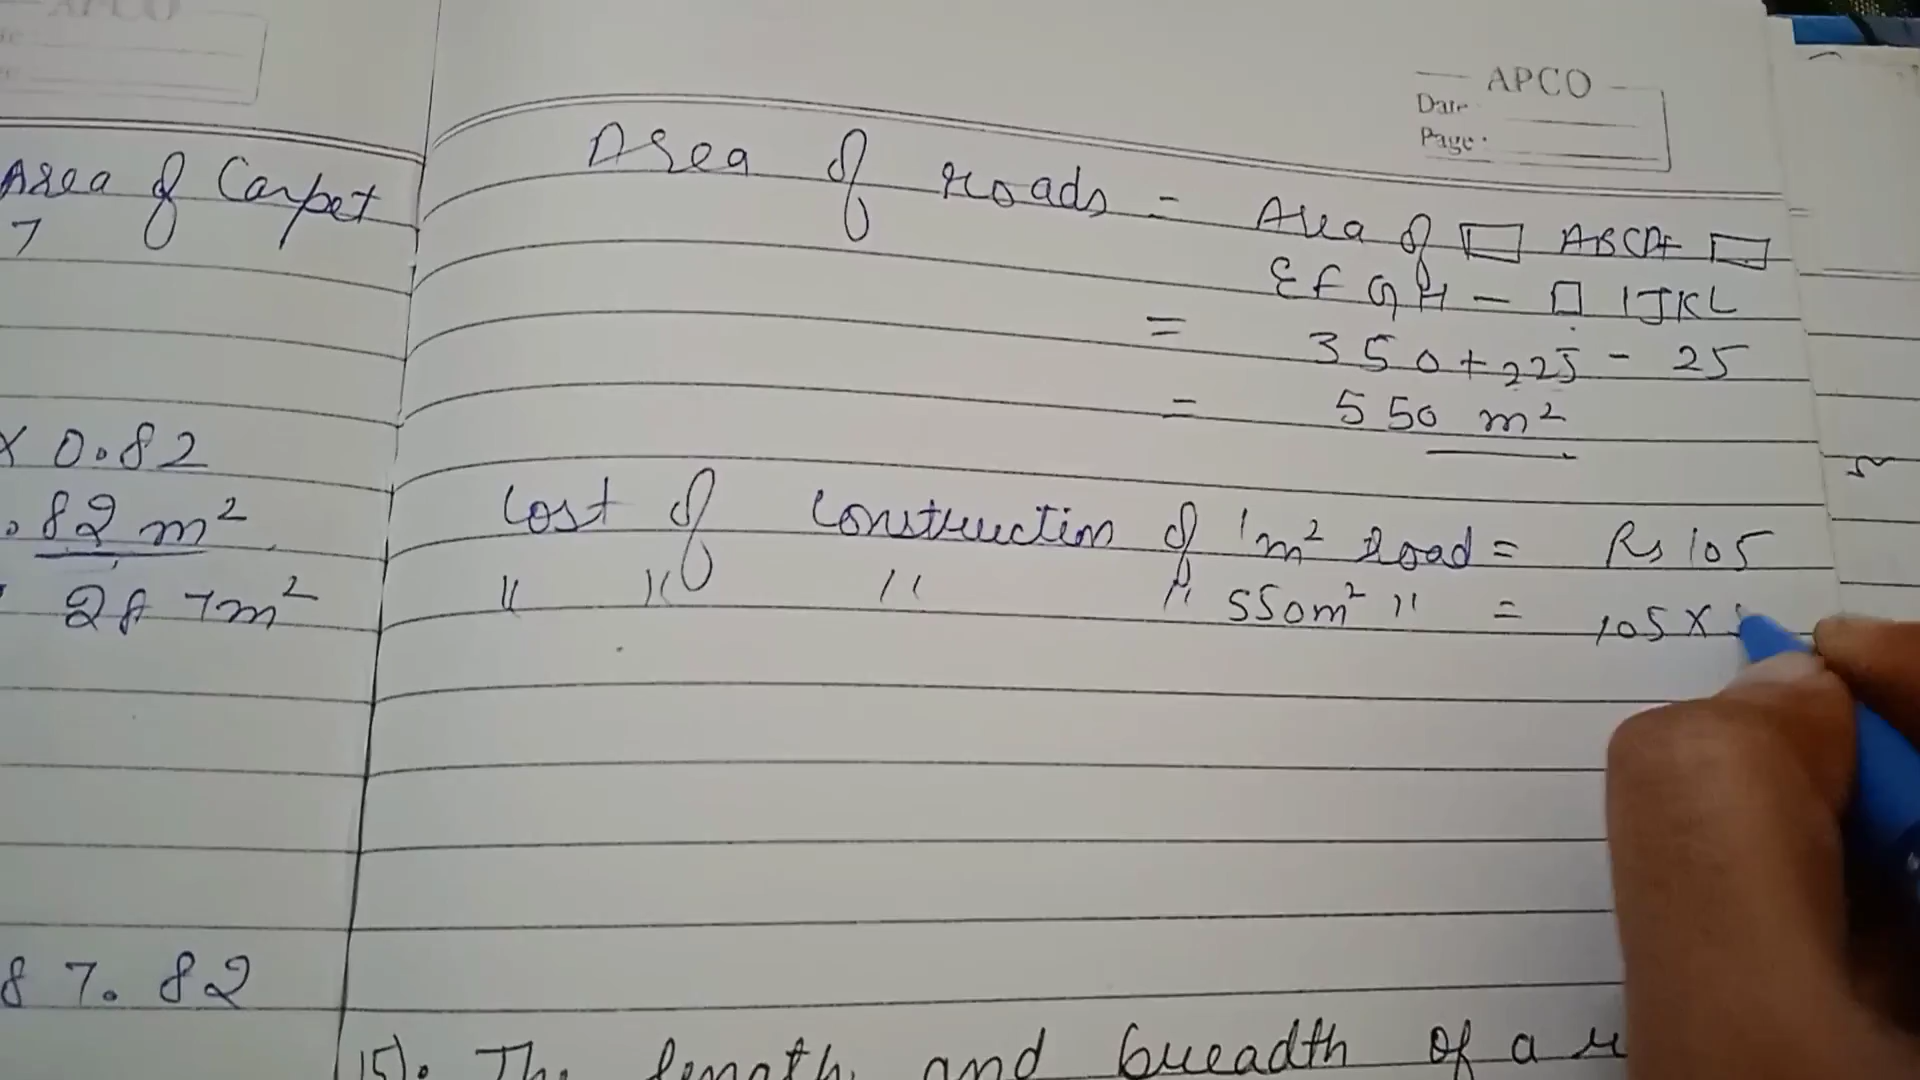 APCO
Area of Carpet
7
x 0.82
.82 m²
287m²
87.82
APCO
Date
Page :
Area of roads = Area of ▭ ABCD+ ▭
EFGH - □ IJKL
= 350+225 - 25
= 550 m²
Cost of Construction of 1m² Road = Rs 105
" " " " 550m² " = 105 X
15). The length and breadth of a